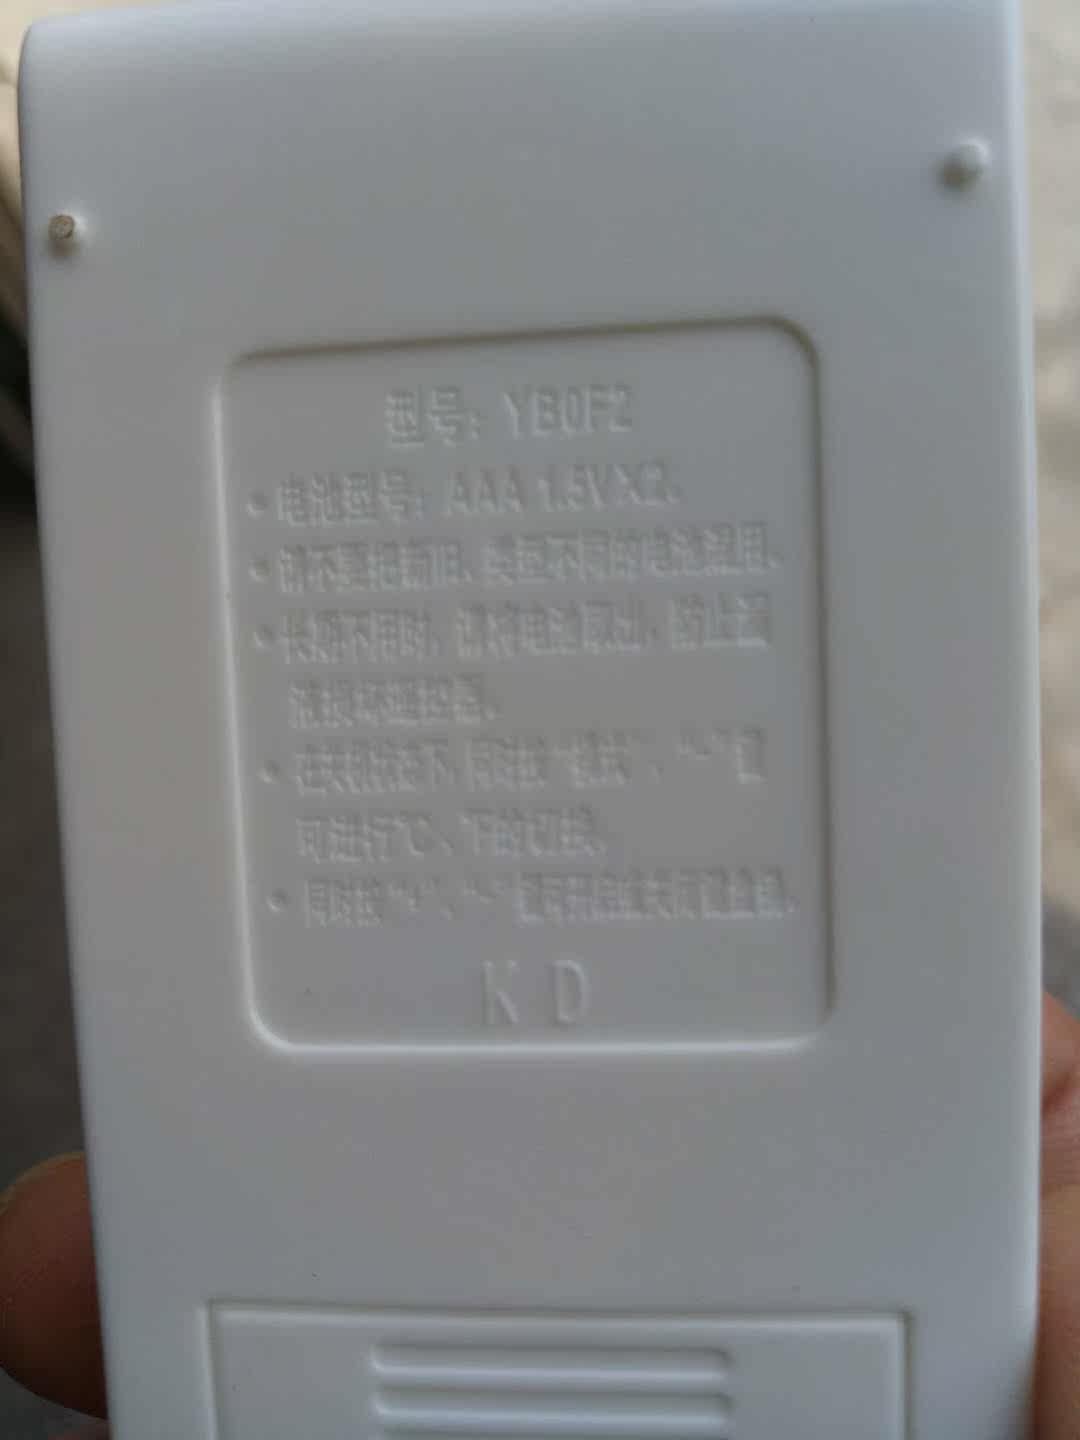 型号：YB0F2
• 电池型号：AAA 1.5V×2。
• 请不要把新旧、类型不同的电池混用。
• 长期不用时，请将电池取出，防止漏
液损坏遥控器。
• 在关机状态下，同时按“模式”、“-”键
可进行℃、℉的切换。
• 同时按“+”、“-”键可开启或关闭童锁。
K D